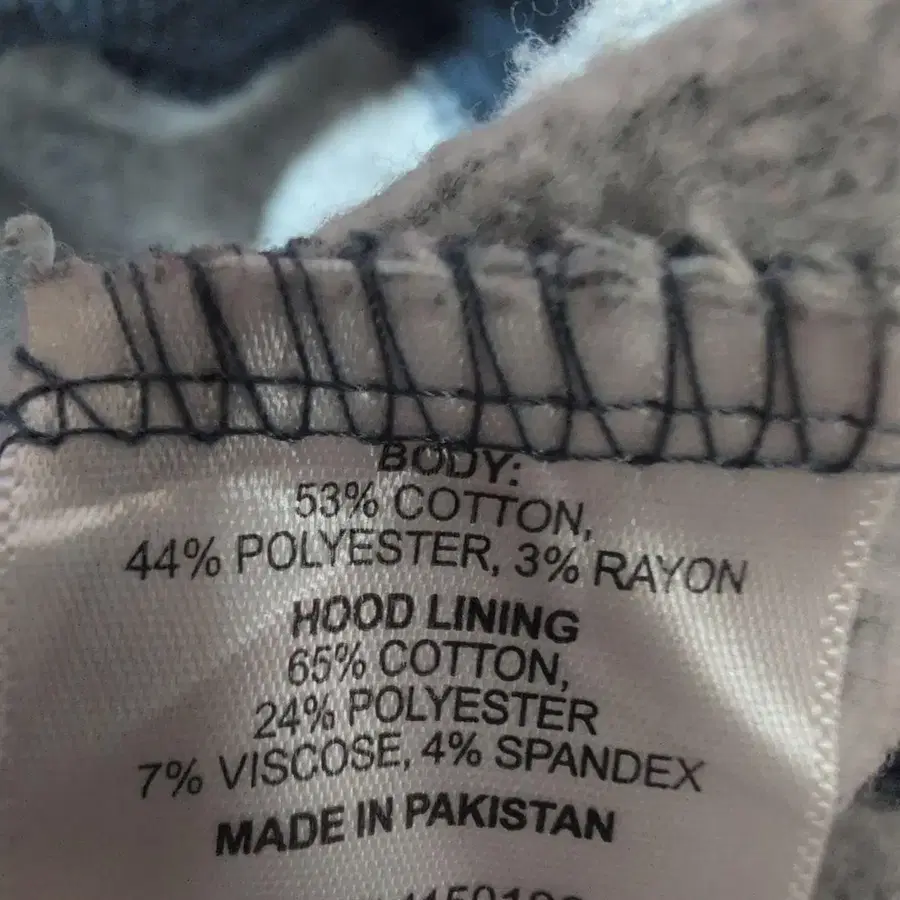 BODY:
53% COTTON,
44% POLYESTER, 3% RAYON
HOOD LINING
65% COTTON,
24% POLYESTER
7% VISCOSE, 4% SPANDEX
MADE IN PAKISTAN